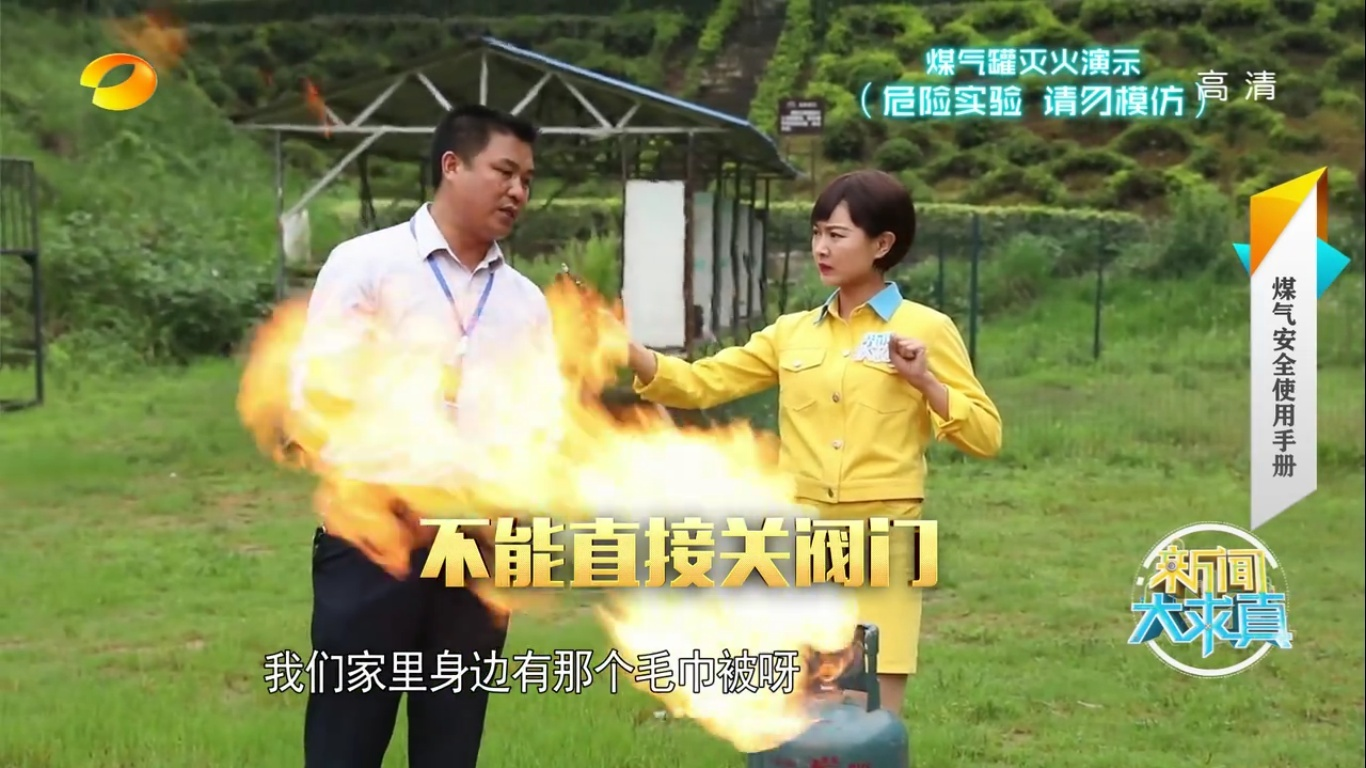 煤气罐灭火演示
(危险实验 请勿模仿)
高清
煤气安全使用手册
不能直接关阀门
新闻
大求真
我们家里身边有那个毛巾被呀